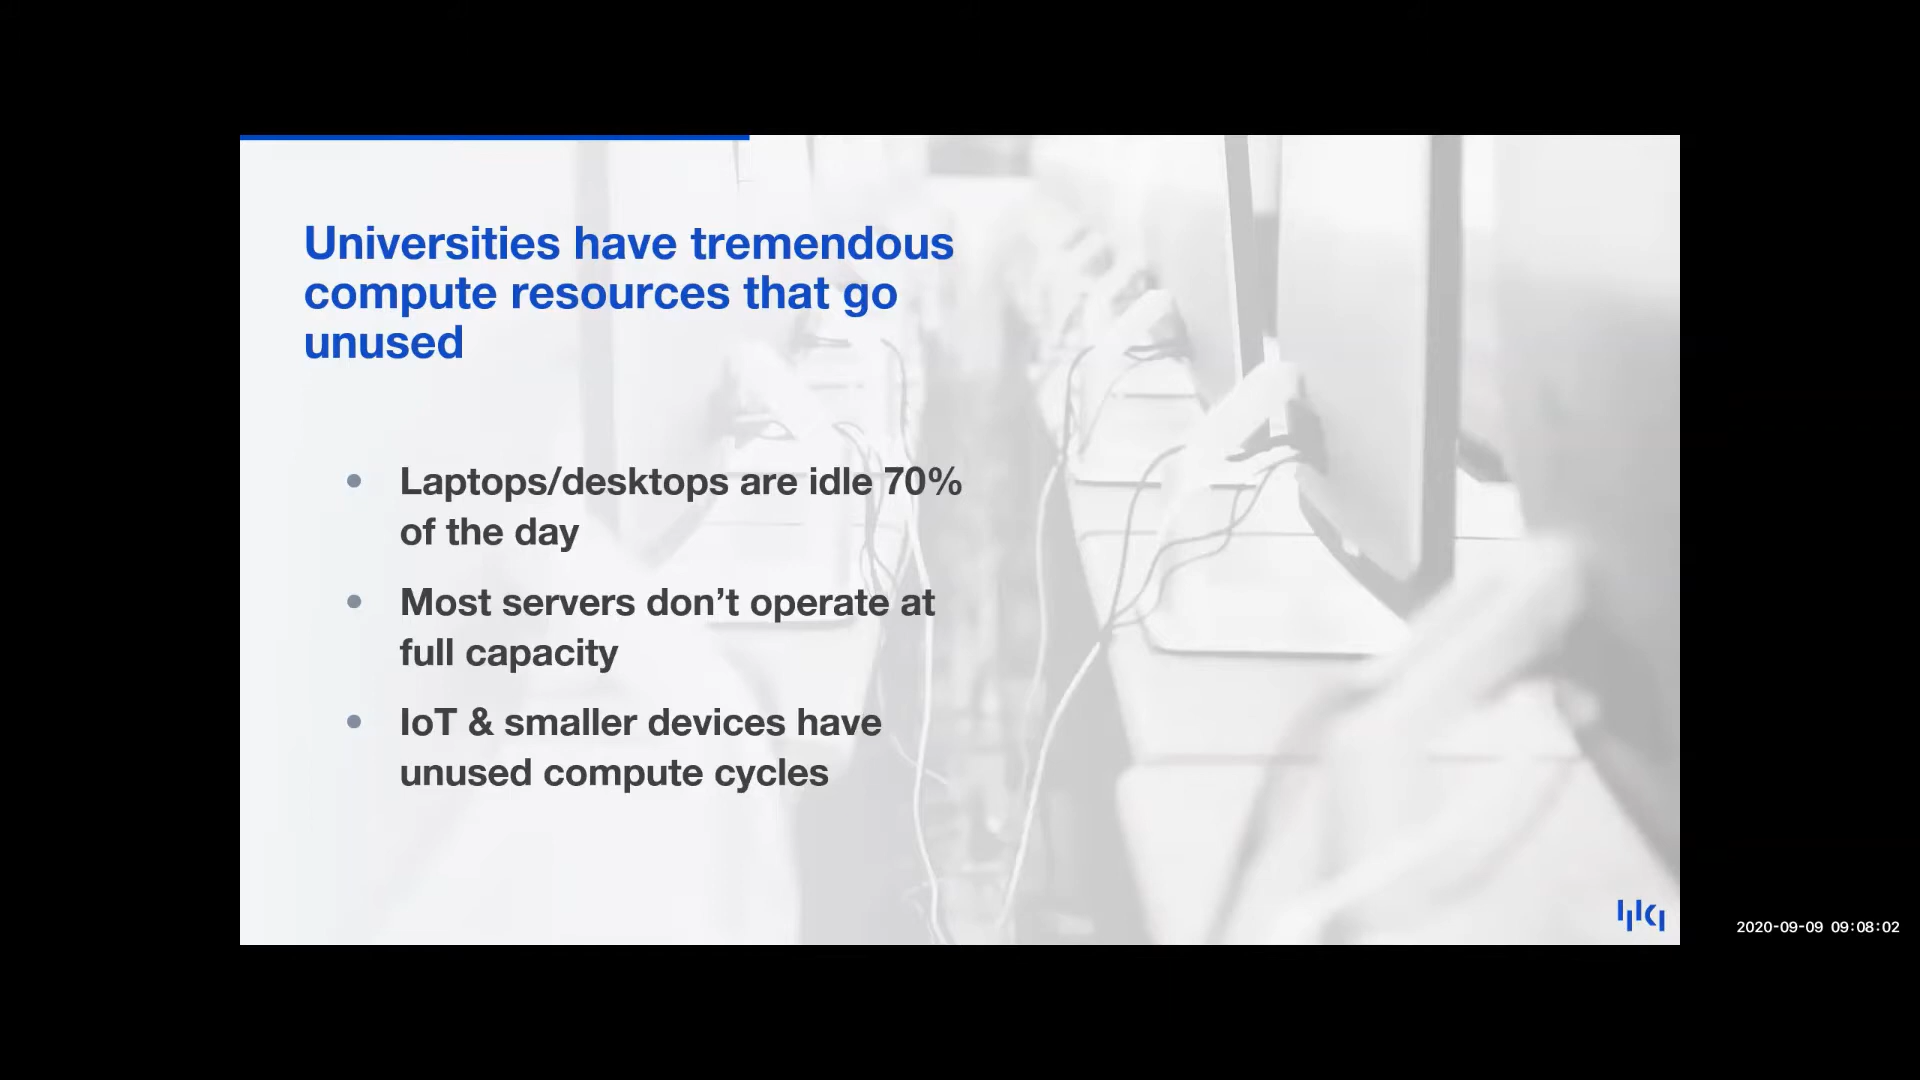 Universities have tremendous
compute resources that go
unused
Laptops/desktops are idle 70%
of the day
Most servers don’t operate at
full capacity
IoT & smaller devices have
unused compute cycles
2020-09-09 09:08:02